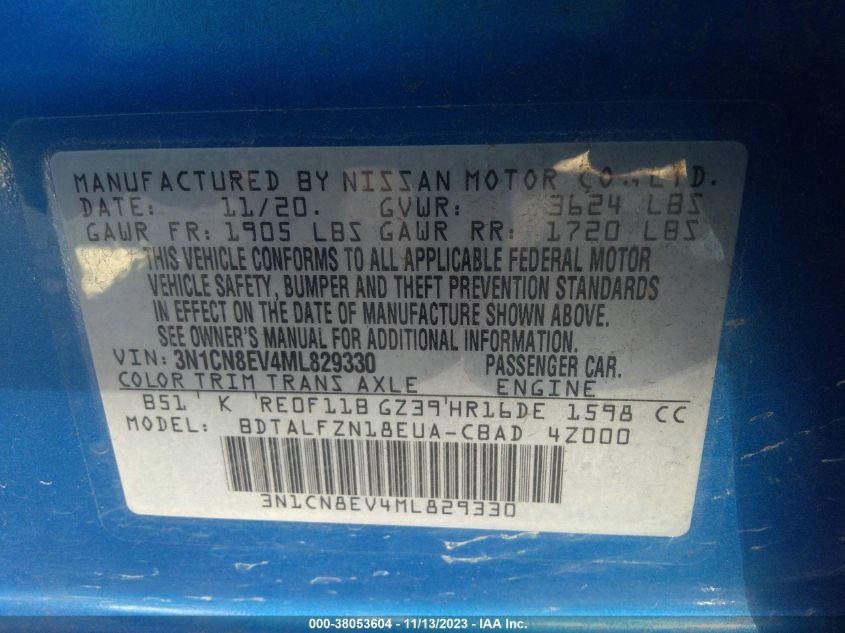 MANUFACTURED BY NISSAN MOTOR CO., LTD.
DATE: 11/20. GVWR: 3624 LBS
GAWR FR: 1905 LBS GAWR RR: 1720 LBS
THIS VEHICLE CONFORMS TO ALL APPLICABLE FEDERAL MOTOR
VEHICLE SAFETY, BUMPER AND THEFT PREVENTION STANDARDS
IN EFFECT ON THE DATE OF MANUFACTURE SHOWN ABOVE.
SEE OWNER'S MANUAL FOR ADDITIONAL INFORMATION.
VIN: 3N1CN8EV4ML829330 PASSENGER CAR.
COLOR TRIM TRANS AXLE ENGINE
B51 K RE0F11B GZ39 HR16DE 1598 CC
MODEL: BDTALFZN18EUA-CBAD 4Z000
3N1CN8EV4ML829330
000-38053604 - 11/13/2023 - IAA Inc.